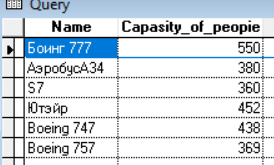 Query
Name Capasity_of_peopie
Боинг 777 550
АэробусА34 380
S7 360
Ютэйр 452
Boeing 747 438
Boeing 757 369